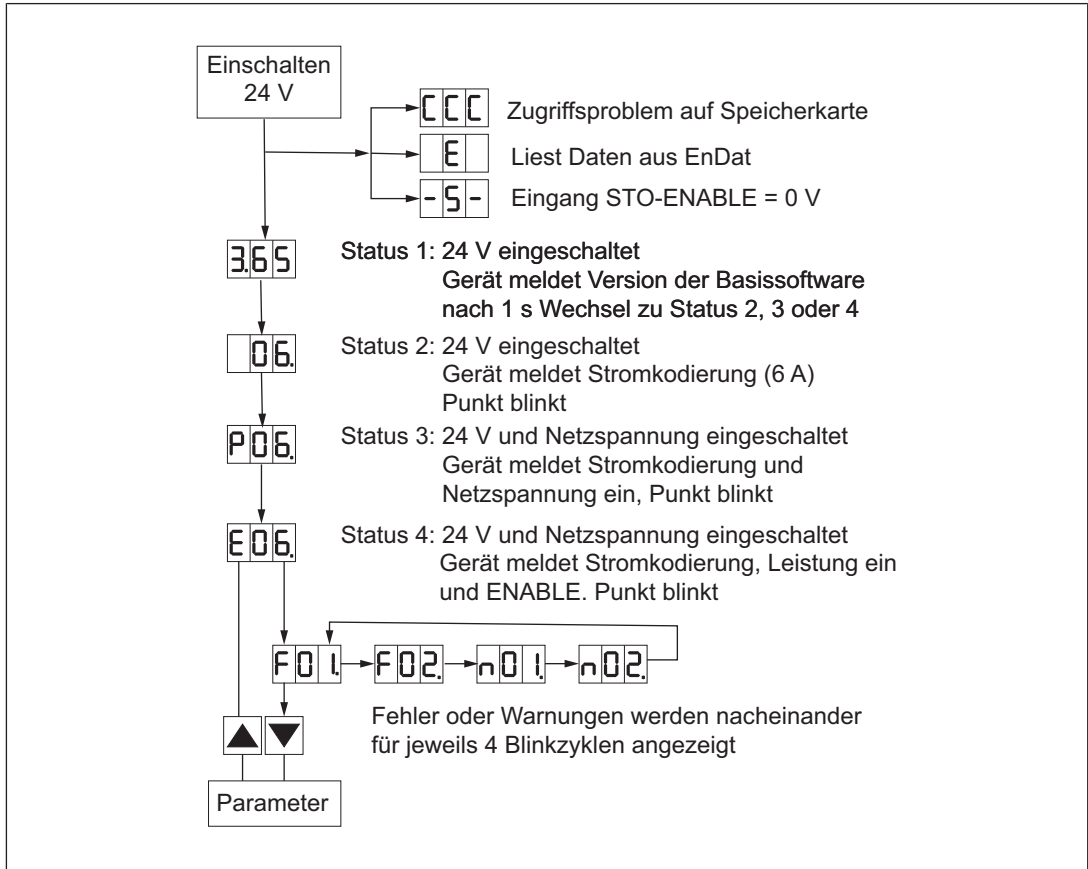 Einschalten
24 V
CCC Zugriffsproblem auf Speicherkarte
E Liest Daten aus EnDat
-S- Eingang STO-ENABLE = 0 V
3.65 Status 1: 24 V eingeschaltet
Gerät meldet Version der Basissoftware
nach 1 s Wechsel zu Status 2, 3 oder 4
06. Status 2: 24 V eingeschaltet
Gerät meldet Stromkodierung (6 A)
Punkt blinkt
P06. Status 3: 24 V und Netzspannung eingeschaltet
Gerät meldet Stromkodierung und
Netzspannung ein, Punkt blinkt
E06. Status 4: 24 V und Netzspannung eingeschaltet
Gerät meldet Stromkodierung, Leistung ein
und ENABLE. Punkt blinkt
F01. F02. n01. n02.
Fehler oder Warnungen werden nacheinander
für jeweils 4 Blinkzyklen angezeigt
Parameter